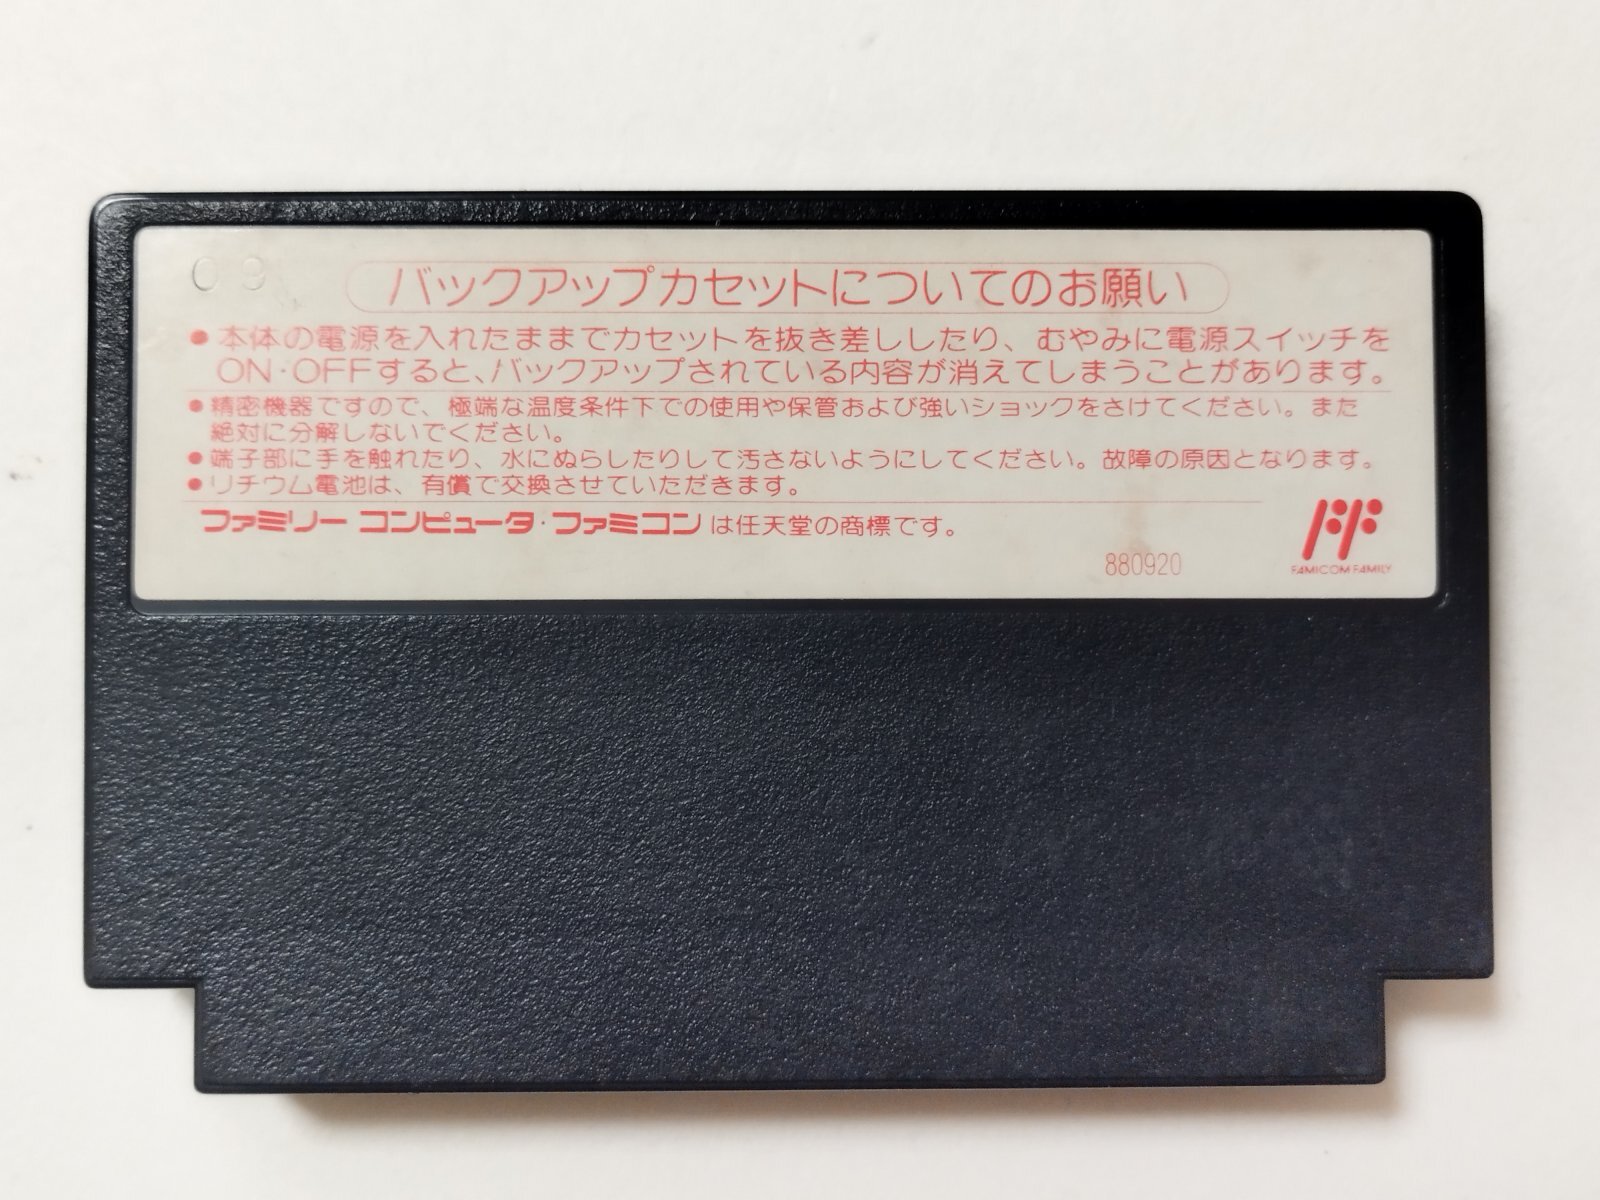 09
バックアップカセットについてのお願い
●本体の電源を入れたままでカセットを抜き差ししたり、むやみに電源スイッチを
ON・OFFすると、バックアップされている内容が消えてしまうことがあります。
●精密機器ですので、極端な温度条件下での使用や保管および強いショックをさけてください。また
絶対に分解しないでください。
●端子部に手を触れたり、水にぬらしたりして汚さないようにしてください。故障の原因となります。
●リチウム電池は、有償で交換させていただきます。
ファミリー コンピュータ・ファミコンは任天堂の商標です。
880920
FAMICOM FAMILY